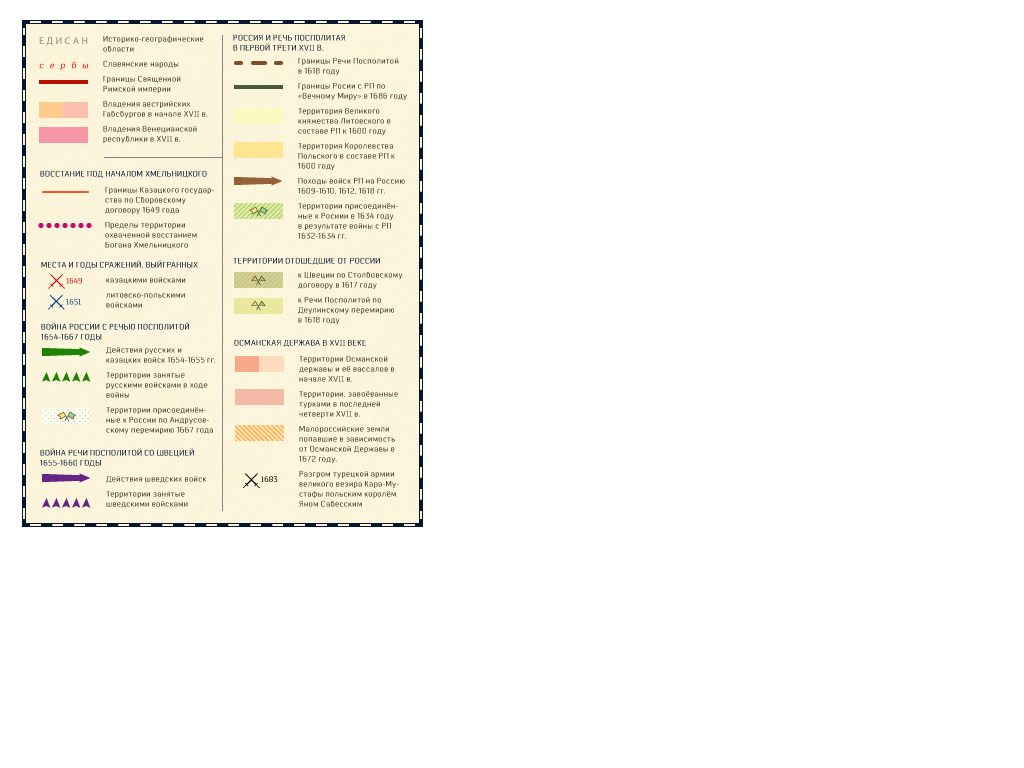 ЕДИСАН
Историко-географические
области
сербы
Славянские народы
Границы Священной
Римской империи
Владения австрийских
Габсбургов в начале XVII в.
Владения Венецианской
республики в XVII в.
ВОССТАНИЕ ПОД НАЧАЛОМ ХМЕЛЬНИЦКОГО
Границы Казацкого государ-
ства по Сборовскому
договору 1649 года
Пределы территории
охваченной восстанием
Богана Хмельницкого
МЕСТА И ГОДЫ СРАЖЕНИЙ, ВЫЙГРАННЫХ
1649
казацкими войсками
1651
литовско-польскими
войсками
ВОЙНА РОССИИ С РЕЧЬЮ ПОСПОЛИТОЙ
1654-1667 ГОДЫ
Действия русских и
казацких войск 1654-1655 гг.
Территории занятые
русскими войсками в ходе
войны
Территории присоединён-
ные к России по Андрусов-
скому перемирию 1667 года
ВОЙНА РЕЧИ ПОСПОЛИТОЙ СО ШВЕЦИЕЙ
1655-1660 ГОДЫ
Действия шведских войск
Территории занятые
шведскими войсками
РОССИЯ И РЕЧЬ ПОСПОЛИТАЯ
В ПЕРВОЙ ТРЕТИ XVII В.
Границы Речи Посполитой
в 1618 году
Границы Росии с РП по
«Вечному Миру» в 1686 году
Территория Великого
княжества Литовского в
составе РП к 1600 году
Территория Королевства
Польского в составе РП к
1600 году
Походы войск РП на Россию
1609-1610, 1612, 1618 гг.
Территории присоединён-
ные к Росиии в 1634 году
в результате войны с РП
1632-1634 гг.
ТЕРРИТОРИИ ОТОШЕДШИЕ ОТ РОССИИ
к Швеции по Столбовскому
договору в 1617 году
к Речи Посполитой по
Деулинскому перемирию
в 1618 году
ОСМАНСКАЯ ДЕРЖАВА В XVII ВЕКЕ
Территории Османской
державы и её вассалов в
начале XVII в.
Территории, завоёванные
турками в последней
четверти XVII в.
Малороссийские земли
попавшие в зависимость
от Османской Державы в
1672 году.
1683
Разгром турецкой армии
великого везира Кара-Му-
стафы польским королём
Яном Сабесским